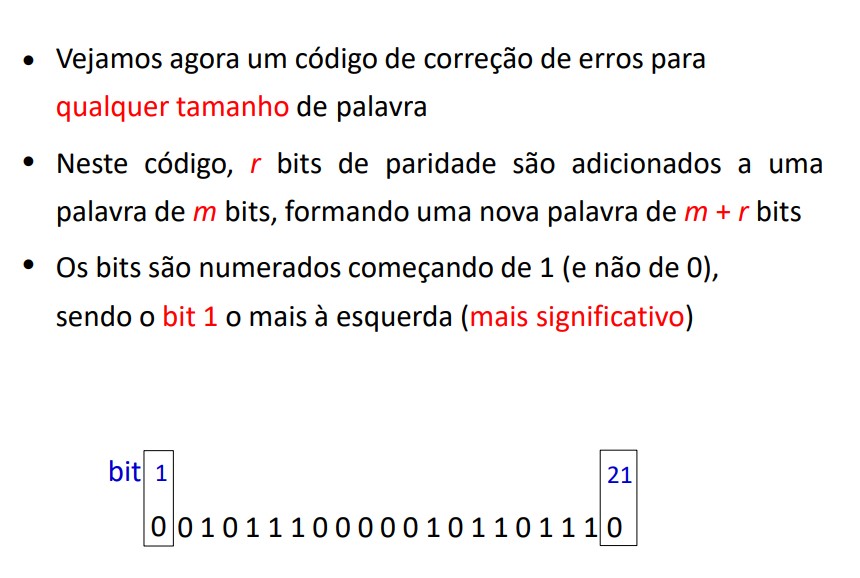 • Vejamos agora um código de correção de erros para
qualquer tamanho de palavra
• Neste código, r bits de paridade são adicionados a uma
palavra de m bits, formando uma nova palavra de m + r bits
• Os bits são numerados começando de 1 (e não de 0),
sendo o bit 1 o mais à esquerda (mais significativo)
bit 1 21
0 0 1 0 1 1 1 0 0 0 0 0 1 0 1 1 0 1 1 1 0